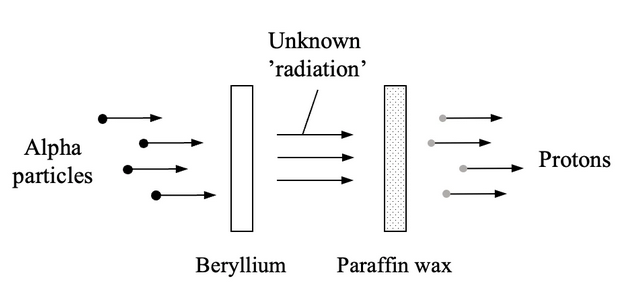 Unknown
’radiation’
Alpha
particles
Protons
Beryllium
Paraffin wax